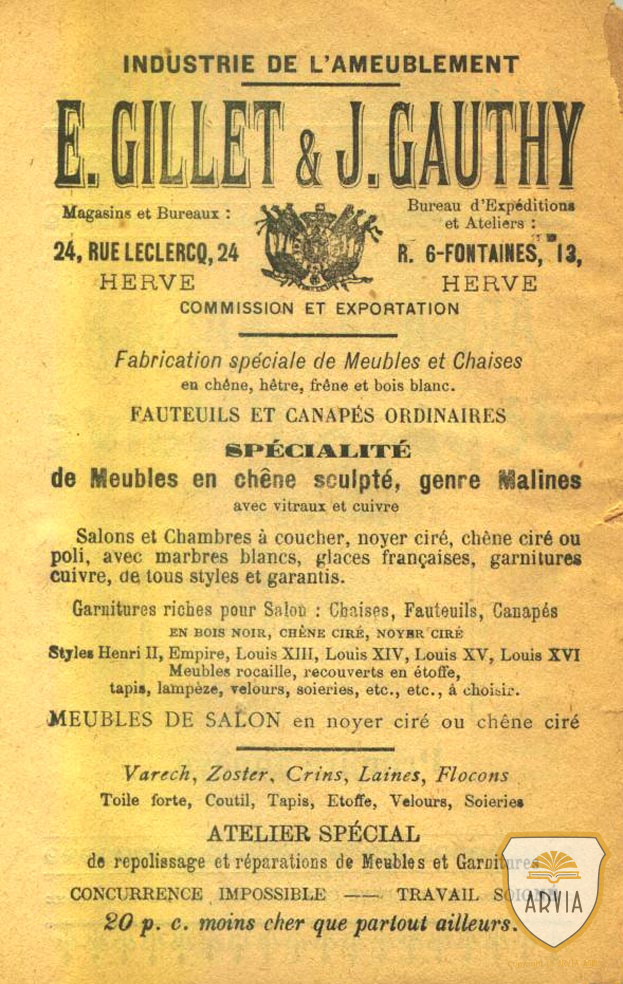 INDUSTRIE DE L'AMEUBLEMENT
E. GILLET & J. GAUTHY
Magasins et Bureaux :
24, RUE LECLERCQ, 24
HERVE
Bureau d'Expéditions
et Ateliers :
R. 6-FONTAINES, 13,
HERVE
COMMISSION ET EXPORTATION
Fabrication spéciale de Meubles et Chaises
en chêne, hêtre, frêne et bois blanc.
FAUTEUILS ET CANAPÉS ORDINAIRES
SPÉCIALITÉ
de Meubles en chêne sculpté, genre Malines
avec vitraux et cuivre
Salons et Chambres à coucher, noyer ciré, chêne ciré ou
poli, avec marbres blancs, glaces françaises, garnitures
cuivre, de tous styles et garantis.
Garnitures riches pour Salon : Chaises, Fauteuils, Canapés
EN BOIS NOIR, CHÊNE CIRÉ, NOYER CIRÉ
Styles Henri II, Empire, Louis XIII, Louis XIV, Louis XV, Louis XVI
Meubles rocaille, recouverts en étoffe,
tapis, lampèze, velours, soieries, etc., etc., à choisir.
MEUBLES DE SALON en noyer ciré ou chêne ciré
Varech, Zoster, Crins, Laines, Flocons
Toile forte, Coutil, Tapis, Etoffe, Velours, Soieries
ATELIER SPÉCIAL
de repolissage et réparations de Meubles et Garnitures
CONCURRENCE IMPOSSIBLE — TRAVAIL SOIGNÉ
20 p. c. moins cher que partout ailleurs.
ARVIA